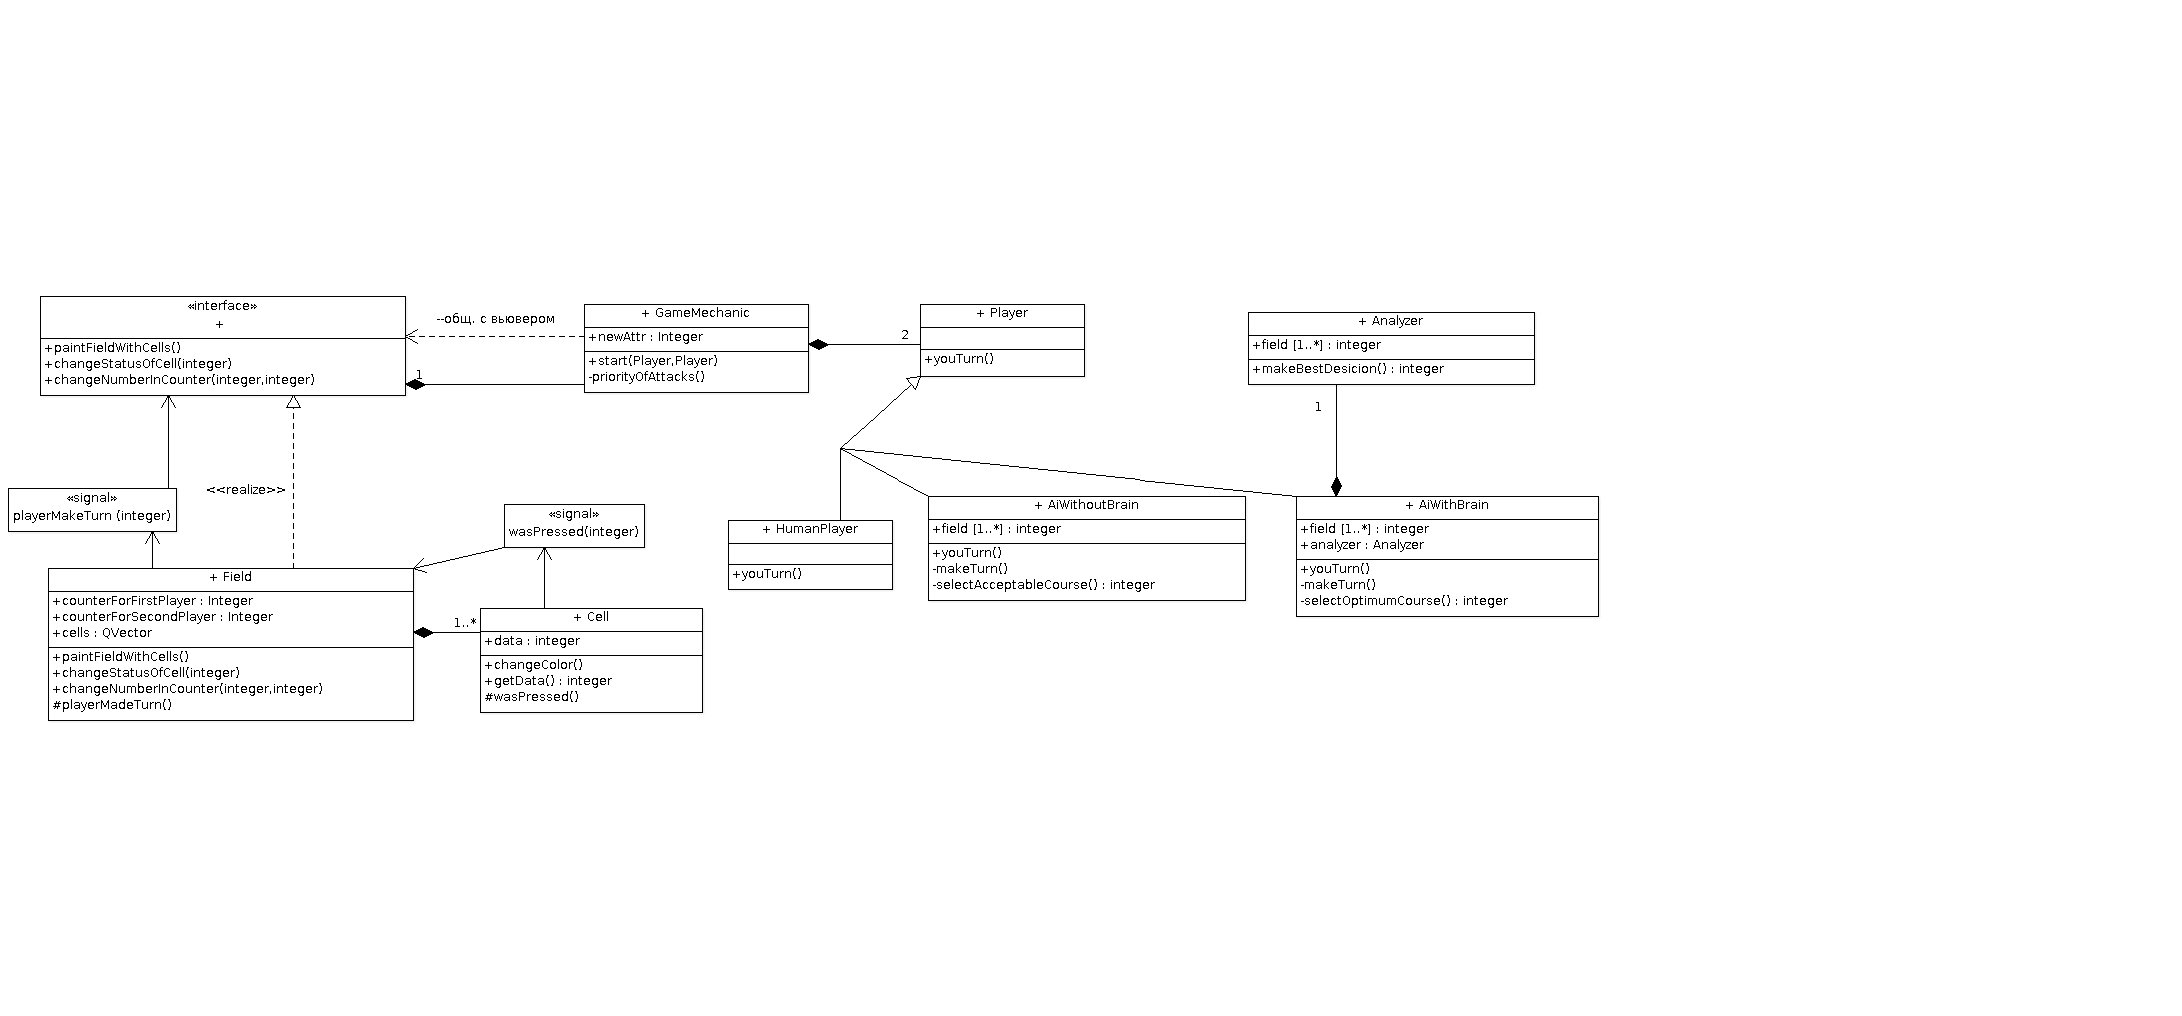 «interface»
+
+paintFieldWithCells()
+changeStatusOfCell(integer)
+changeNumberInCounter(integer,integer)
--общ. с вьювером
1
+ GameMechanic
+newAttr : Integer
+start(Player,Player)
-priorityOfAttacks()
2
+ Player
+youTurn()
+ Analyzer
+field [1..*] : integer
+makeBestDesicion() : integer
1
«signal»
playerMakeTurn (integer)
<<realize>>
«signal»
wasPressed(integer)
+ HumanPlayer
+youTurn()
+ AiWithoutBrain
+field [1..*] : integer
+youTurn()
-makeTurn()
-selectAcceptableCourse() : integer
+ AiWithBrain
+field [1..*] : integer
+analyzer : Analyzer
+youTurn()
-makeTurn()
-selectOptimumCourse() : integer
+ Field
+counterForFirstPlayer : Integer
+counterForSecondPlayer : Integer
+cells : QVector
+paintFieldWithCells()
+changeStatusOfCell(integer)
+changeNumberInCounter(integer,integer)
#playerMadeTurn()
1..*
+ Cell
+data : integer
+changeColor()
+getData() : integer
#wasPressed()